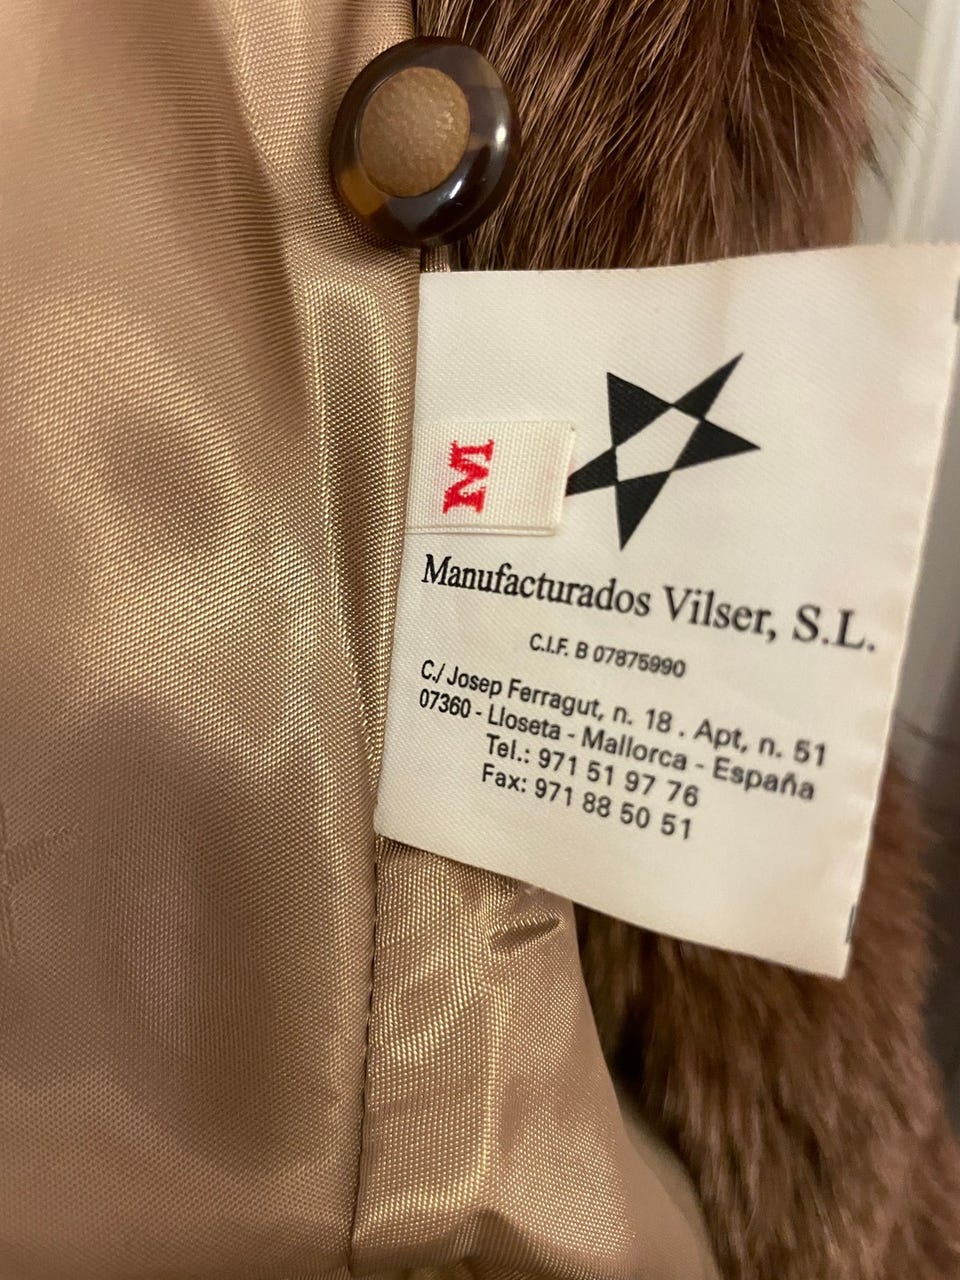 M
Manufacturados Vilser, S.L.
C.I.F. B 07875990
C./ Josep Ferragut, n. 18 . Apt, n. 51
07360 - Lloseta - Mallorca - España
Tel.: 971 51 97 76
Fax: 971 88 50 51